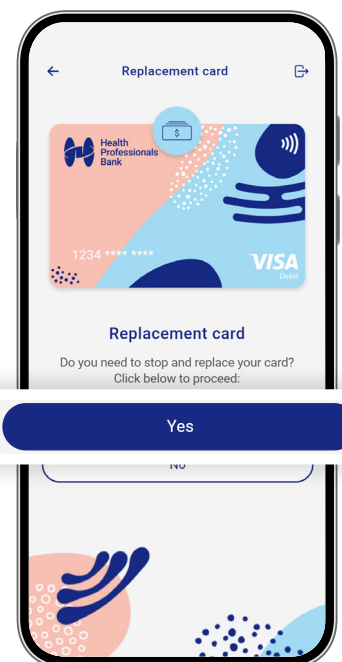 Replacement card
$
Health
Professionals
Bank
1234 **** ****
VISA
Debit
Replacement card
Do you need to stop and replace your card?
Click below to proceed:
Yes
No